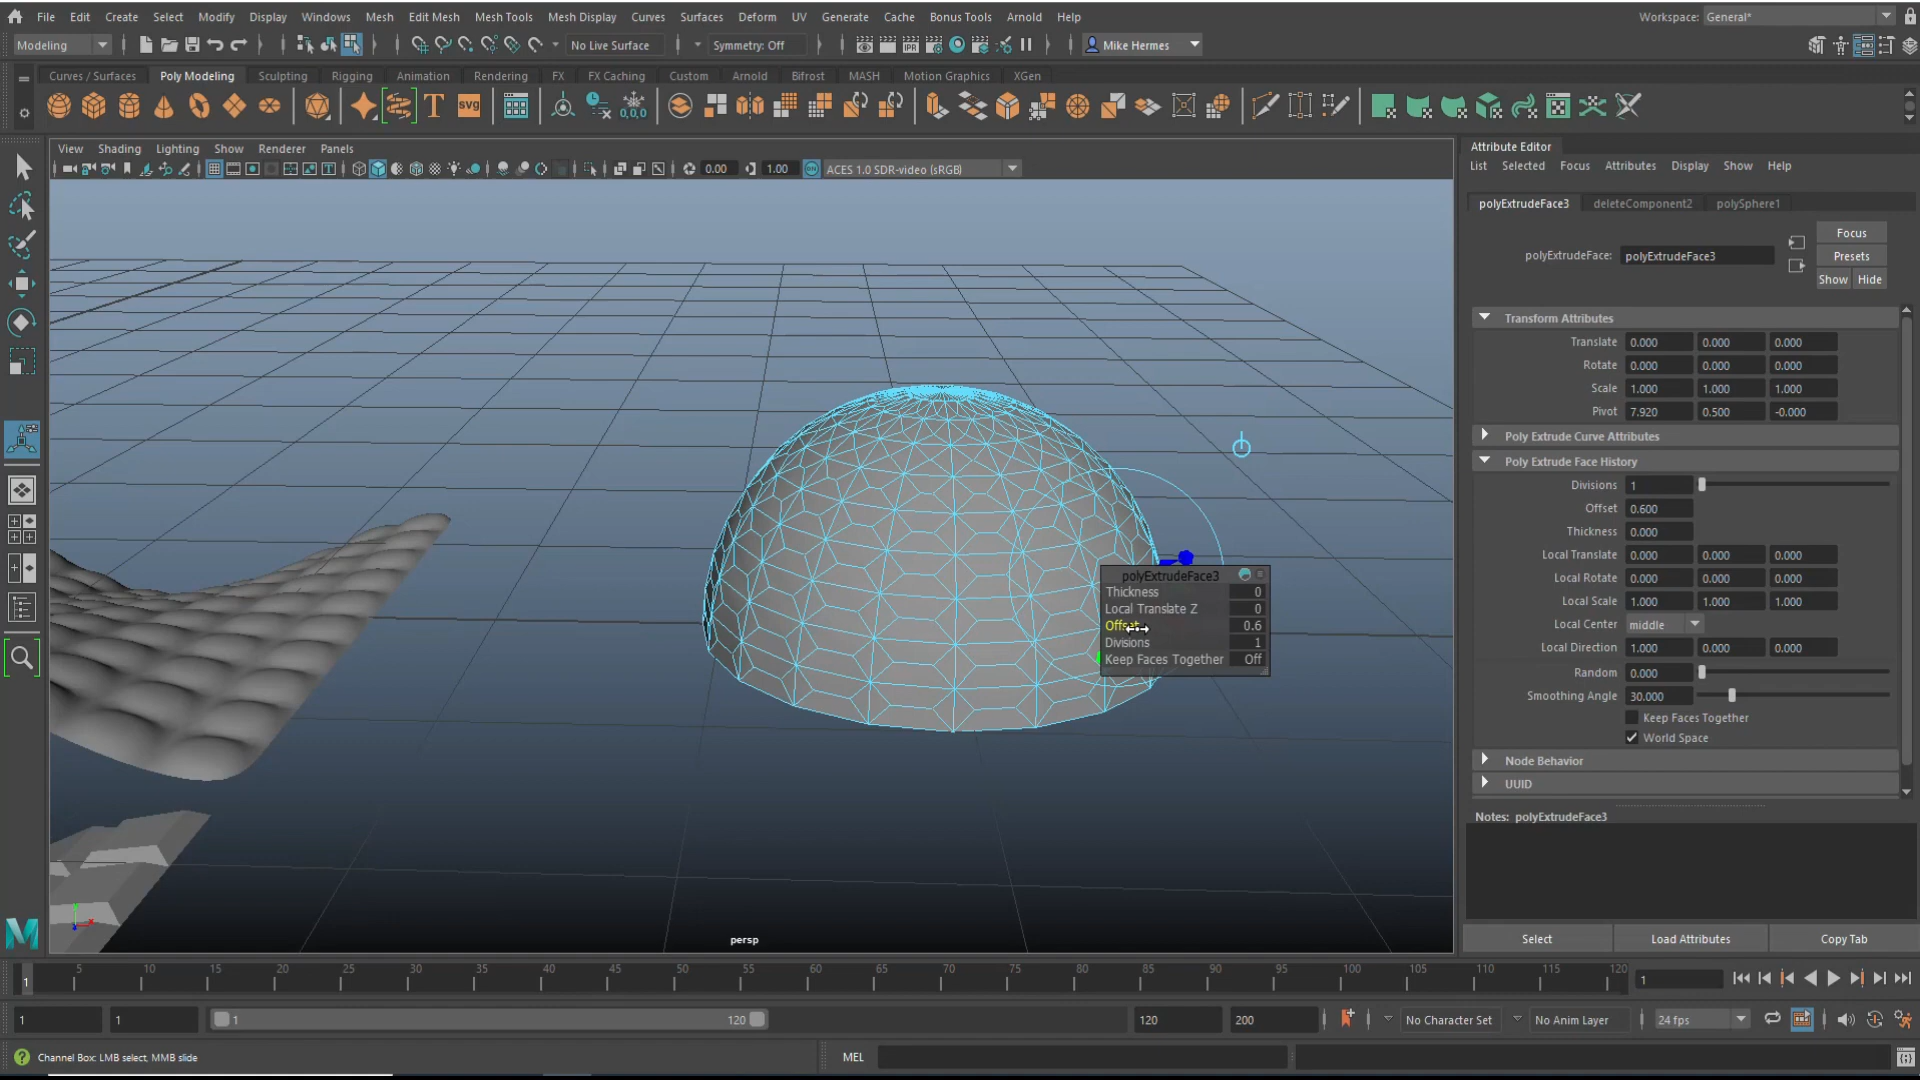 File Edit Create Select Modify Display Windows Mesh Edit Mesh Mesh Tools Mesh Display Curves Surfaces Deform UV Generate Cache Bonus Tools Arnold Help Workspace: General*
Modeling No Live Surface Symmetry: Off Mike Hermes
Curves / Surfaces Poly Modeling Sculpting Rigging Animation Rendering FX FX Caching Custom Arnold Bifrost MASH Motion Graphics XGen
T SVG 0,0,0
View Shading Lighting Show Renderer Panels
0.00 1.00 ACES 1.0 SDR-video (sRGB)
Attribute Editor
List Selected Focus Attributes Display Show Help
polyExtrudeFace3 deleteComponent2 polySphere1
Focus
polyExtrudeFace: polyExtrudeFace3 Presets
Show Hide
Transform Attributes
Translate 0.000 0.000 0.000
Rotate 0.000 0.000 0.000
Scale 1.000 1.000 1.000
Pivot 7.920 0.500 -0.000
Poly Extrude Curve Attributes
Poly Extrude Face History
Divisions 1
Offset 0.600
Thickness 0.000
Local Translate 0.000 0.000 0.000
Local Rotate 0.000 0.000 0.000
Local Scale 1.000 1.000 1.000
Local Center middle
Local Direction 1.000 0.000 0.000
Random 0.000
Smoothing Angle 30.000
Keep Faces Together
World Space
Node Behavior
UUID
Notes: polyExtrudeFace3
Select Load Attributes Copy Tab
polyExtrudeFace3
Thickness 0
Local Translate Z 0
Offset 0.6
Divisions 1
Keep Faces Together Off
persp
1 5 10 15 20 25 30 35 40 45 50 55 60 65 70 75 80 85 90 95 100 105 110 115 120 1
1 1 1 120 120 200 No Character Set No Anim Layer 24 fps
Channel Box: LMB select, MMB slide MEL